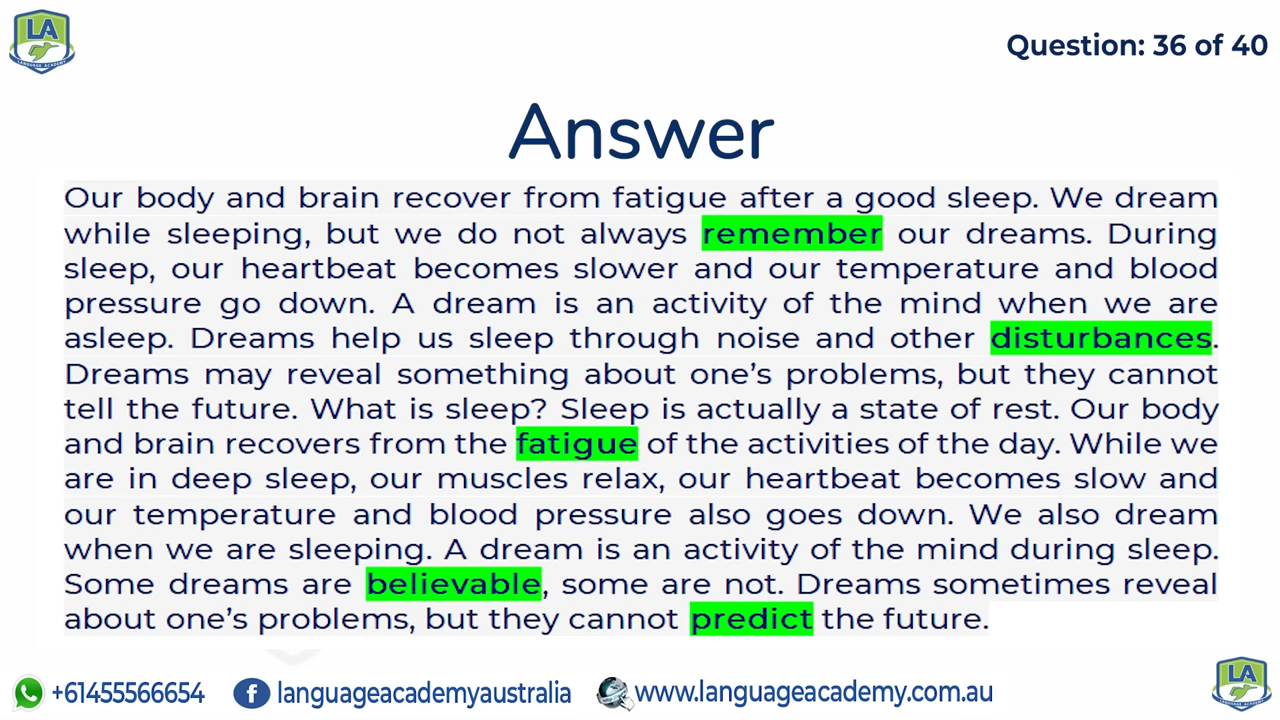 LA
LANGUAGE ACADEMY
Question: 36 of 40
Answer
Our body and brain recover from fatigue after a good sleep. We dream
while sleeping, but we do not always remember our dreams. During
sleep, our heartbeat becomes slower and our temperature and blood
pressure go down. A dream is an activity of the mind when we are
asleep. Dreams help us sleep through noise and other disturbances.
Dreams may reveal something about one's problems, but they cannot
tell the future. What is sleep? Sleep is actually a state of rest. Our body
and brain recovers from the fatigue of the activities of the day. While we
are in deep sleep, our muscles relax, our heartbeat becomes slow and
our temperature and blood pressure also goes down. We also dream
when we are sleeping. A dream is an activity of the mind during sleep.
Some dreams are believable, some are not. Dreams sometimes reveal
about one's problems, but they cannot predict the future.
+61455566654 languageacademyaustralia www.languageacademy.com.au
LA
LANGUAGE ACADEMY